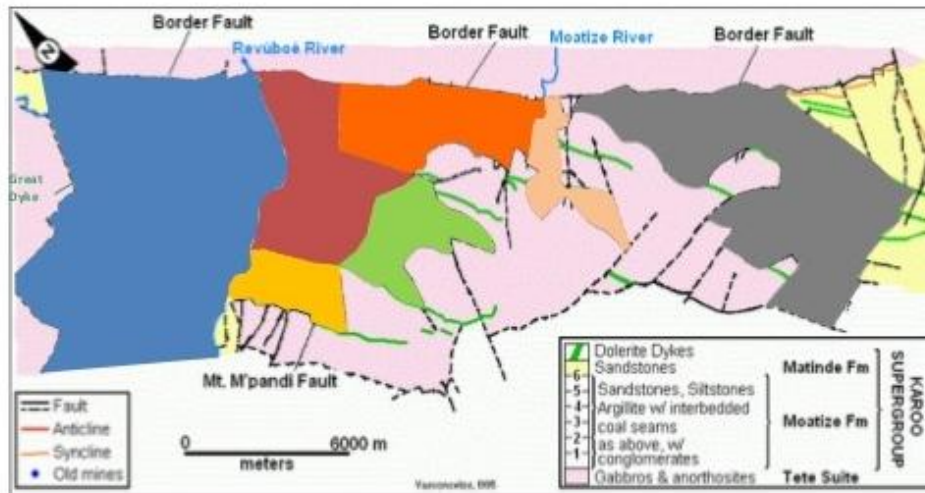 Border Fault
Revúboè River
Border Fault
Moatize River
Border Fault
N
Great
Dyke
Mt. M'pandi Fault
Fault
Anticline
Syncline
Old mines
0 6000 m
meters
Dolerite Dykes
Sandstones
Matinde Fm
6
5
4
3
2
1
Sandstones, Siltstones
Argillite w/ interbedded
coal seams
as above, w/
conglomerates
Moatize Fm
Gabbros & anorthosites
Tete Suite
KAROO
SUPERGROUP